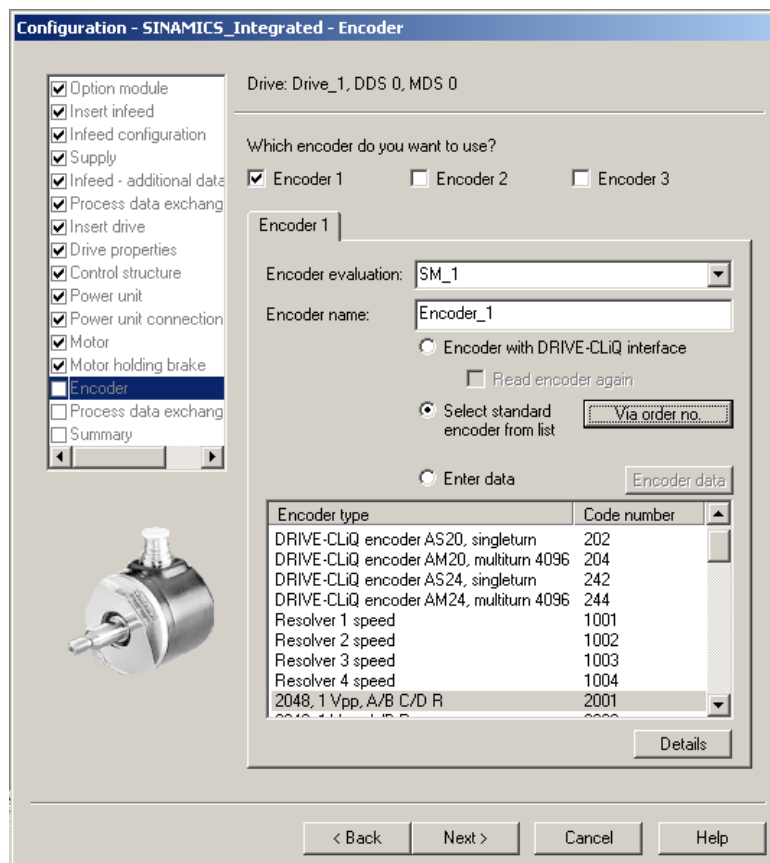 Configuration - SINAMICS_Integrated - Encoder
Option module
Insert infeed
Infeed configuration
Supply
Infeed - additional data
Process data exchang
Insert drive
Drive properties
Control structure
Power unit
Power unit connection
Motor
Motor holding brake
Encoder
Process data exchang
Summary
Drive: Drive_1, DDS 0, MDS 0
Which encoder do you want to use?
Encoder 1 Encoder 2 Encoder 3
Encoder 1
Encoder evaluation: SM_1
Encoder name: Encoder_1
Encoder with DRIVE-CLiQ interface
Read encoder again
Select standard
encoder from list
Via order no.
Enter data Encoder data
Encoder type Code number
DRIVE-CLiQ encoder AS20, singleturn 202
DRIVE-CLiQ encoder AM20, multiturn 4096 204
DRIVE-CLiQ encoder AS24, singleturn 242
DRIVE-CLiQ encoder AM24, multiturn 4096 244
Resolver 1 speed 1001
Resolver 2 speed 1002
Resolver 3 speed 1003
Resolver 4 speed 1004
2048, 1 Vpp, A/B C/D R 2001
Details
< Back Next > Cancel Help